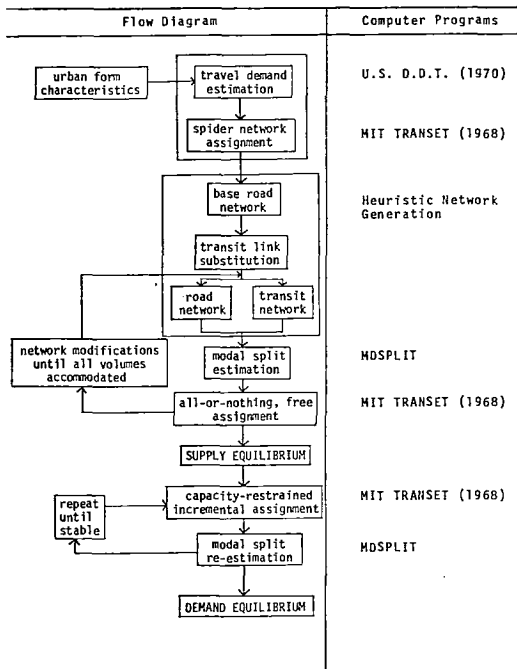 Flow Diagram
Computer Programs
urban form
characteristics
travel demand
estimation
U.S. D.D.T. (1970)
spider network
assignment
MIT TRANSET (1968)
base road
network
Heuristic Network
Generation
transit link
substitution
road
network
transit
network
network modifications
until all volumes
accommodated
modal split
estimation
MDSPLIT
all-or-nothing, free
assignment
MIT TRANSET (1968)
SUPPLY EQUILIBRIUM
repeat
until
stable
capacity-restrained
incremental assignment
MIT TRANSET (1968)
modal split
re-estimation
MDSPLIT
DEMAND EQUILIBRIUM